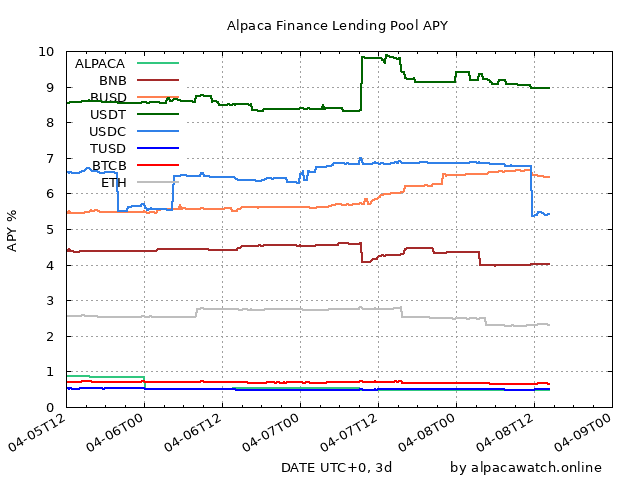 Alpaca Finance Lending Pool APY
10
9
8
7
6
5
4
3
2
1
0
APY %
ALPACA
BNB
BUSD
USDT
USDC
TUSD
BTCB
ETH
04-05T12
04-06T00
04-06T12
04-07T00
04-07T12
04-08T00
04-08T12
04-09T00
DATE UTC+0, 3d
by alpacawatch.online